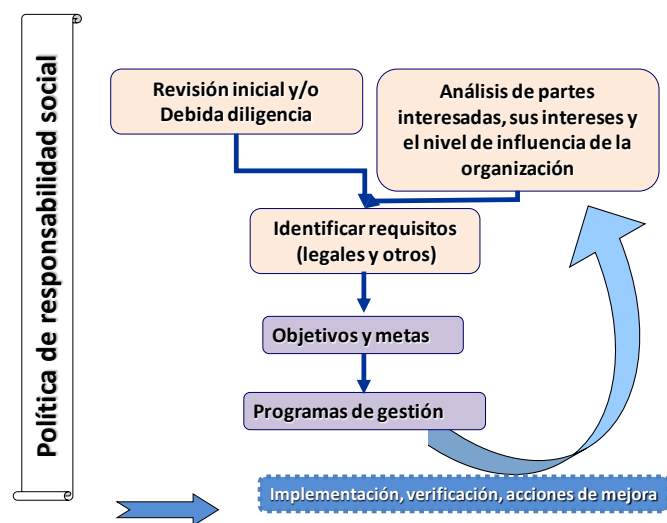 Política de responsabilidad social
Revisión inicial y/o
Debida diligencia
Análisis de partes
interesadas, sus intereses y
el nivel de influencia de la
organización
Identificar requisitos
(legales y otros)
Objetivos y metas
Programas de gestión
Implementación, verificación, acciones de mejora